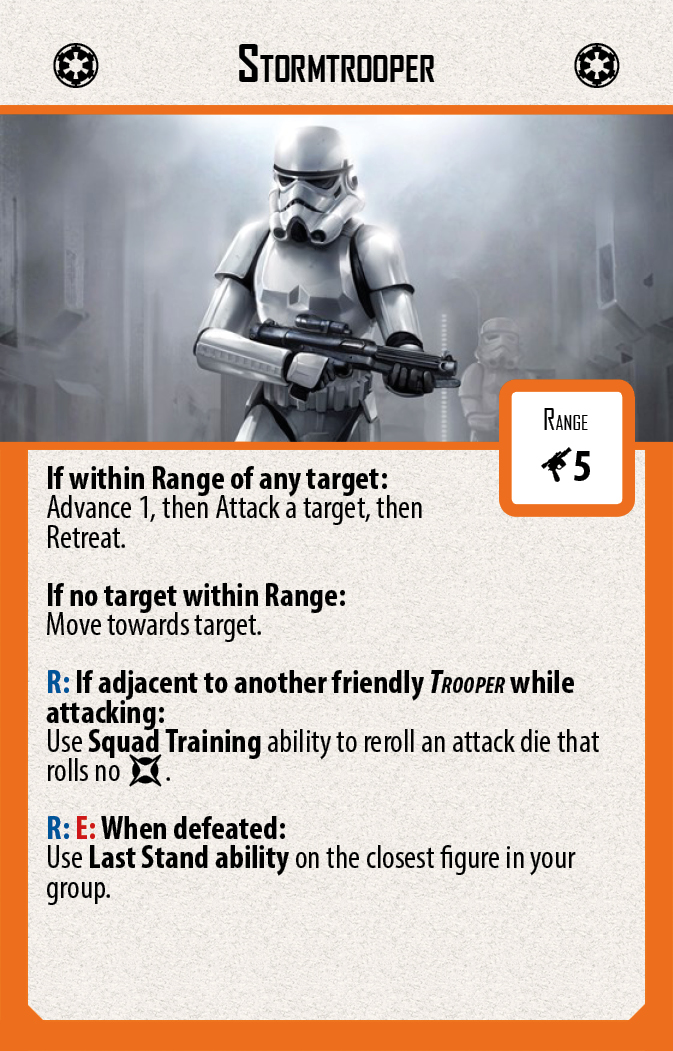 Stormtrooper
Range
5
If within Range of any target:
Advance 1, then Attack a target, then
Retreat.
If no target within Range:
Move towards target.
R: If adjacent to another friendly Trooper while
attacking:
Use Squad Training ability to reroll an attack die that
rolls no .
R: E: When defeated:
Use Last Stand ability on the closest figure in your
group.